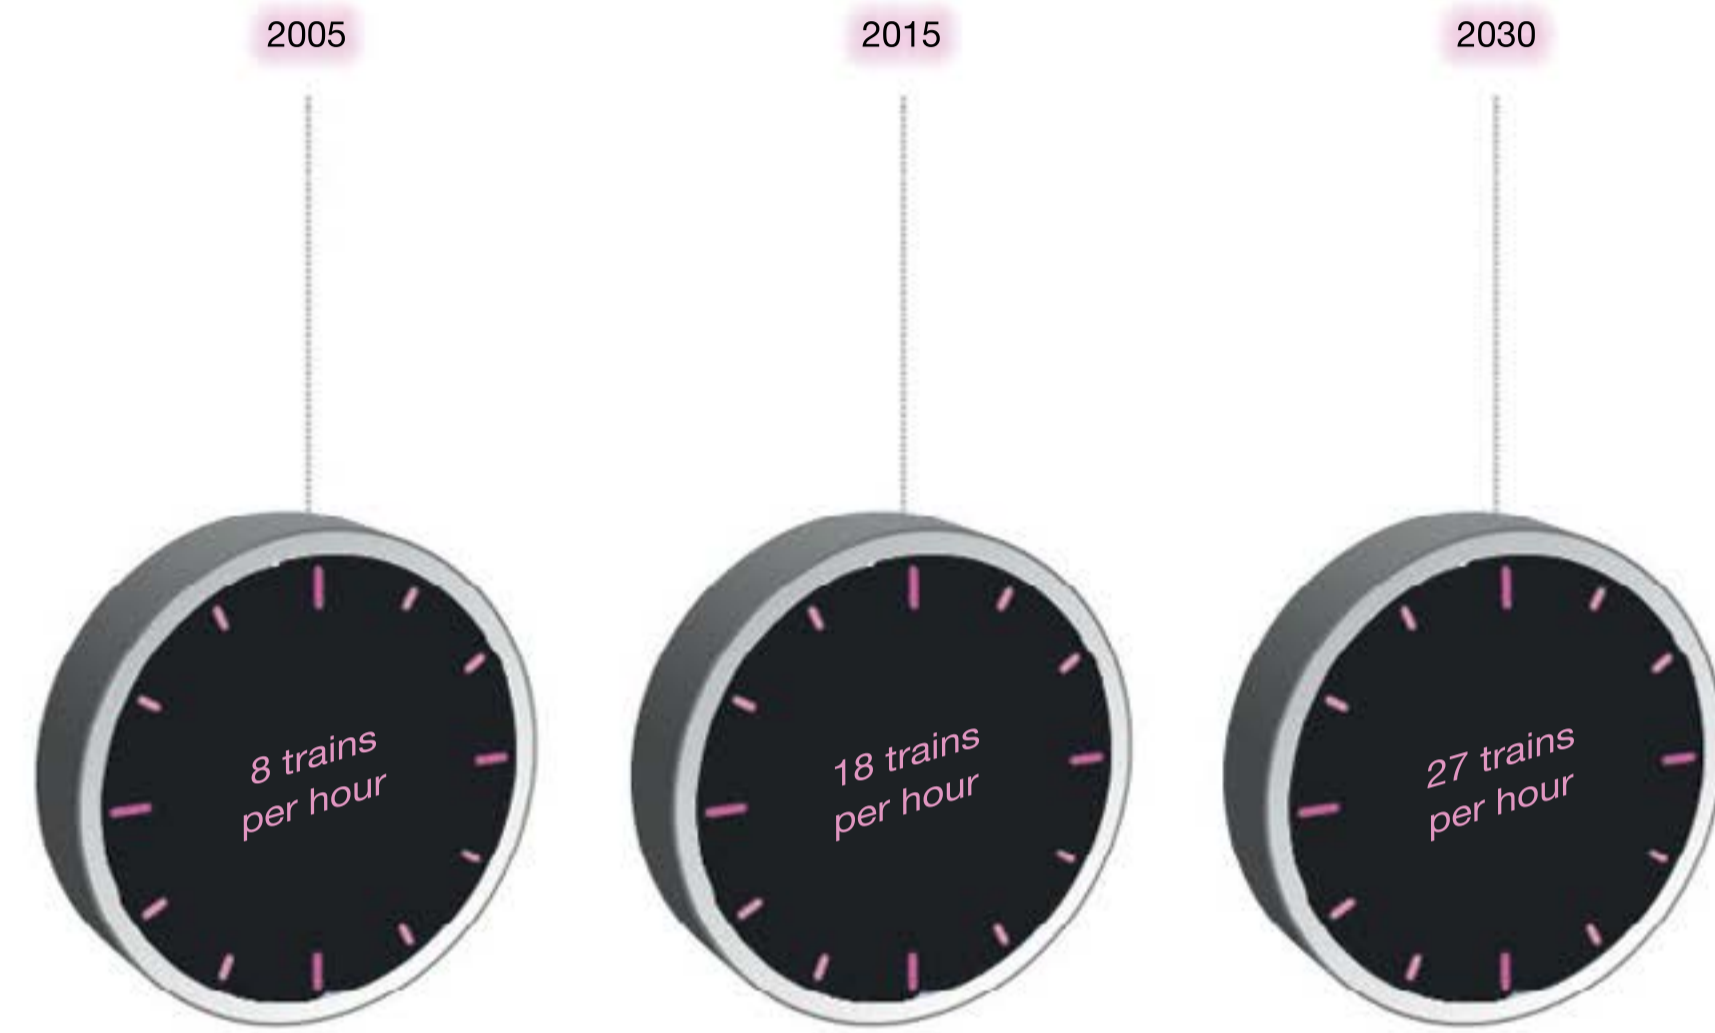 2005
2015
2030
8 trains
per hour
18 trains
per hour
27 trains
per hour